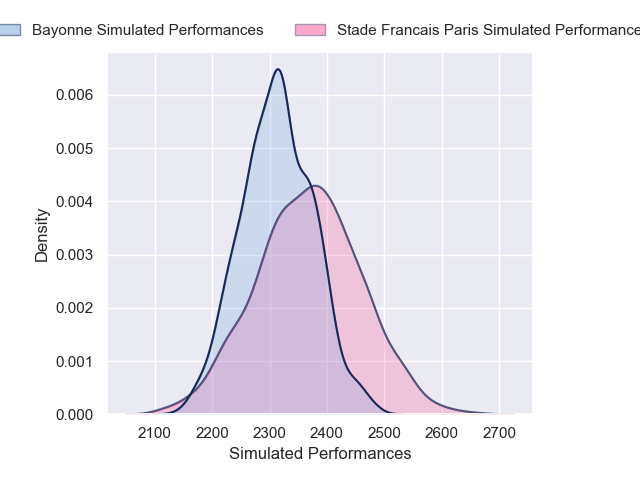 Bayonne Simulated Performances Stade Francais Paris Simulated Performance
0.006
0.005
0.004
0.003
0.002
0.001
0.000
Density
2100 2200 2300 2400 2500 2600 2700
Simulated Performances